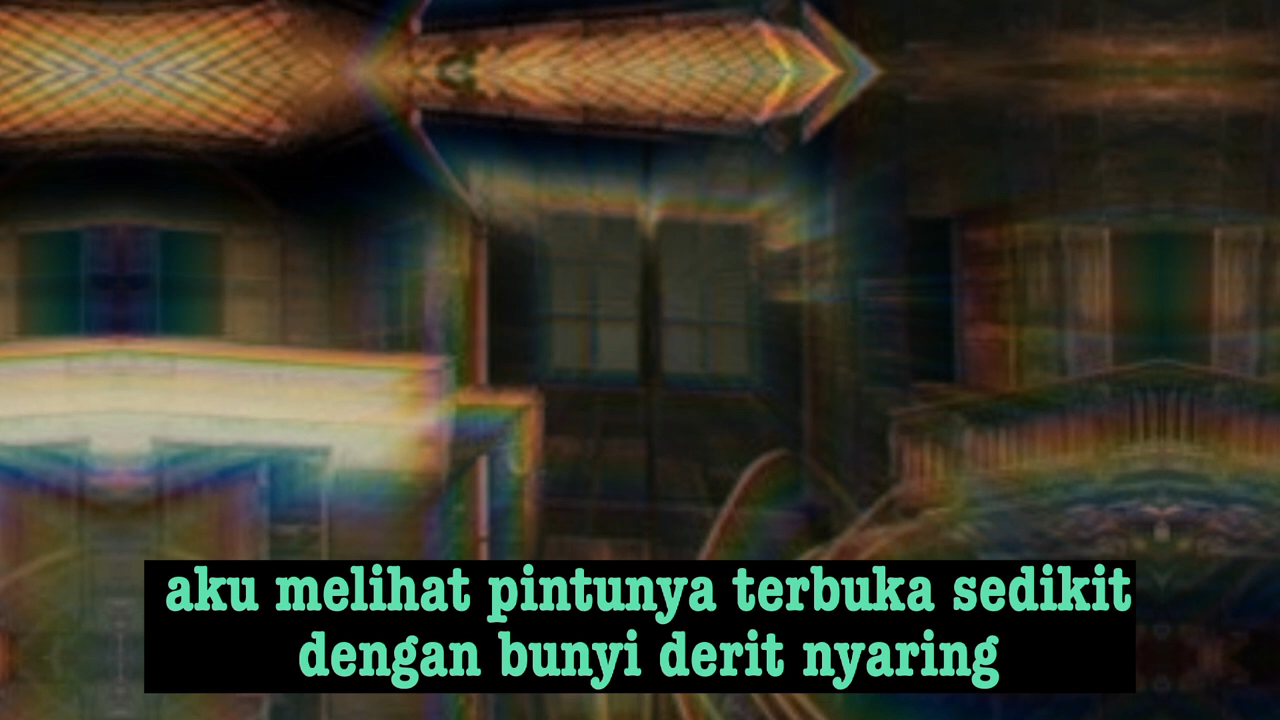 aku melihat pintunya terbuka sedikit
dengan bunyi derit nyaring